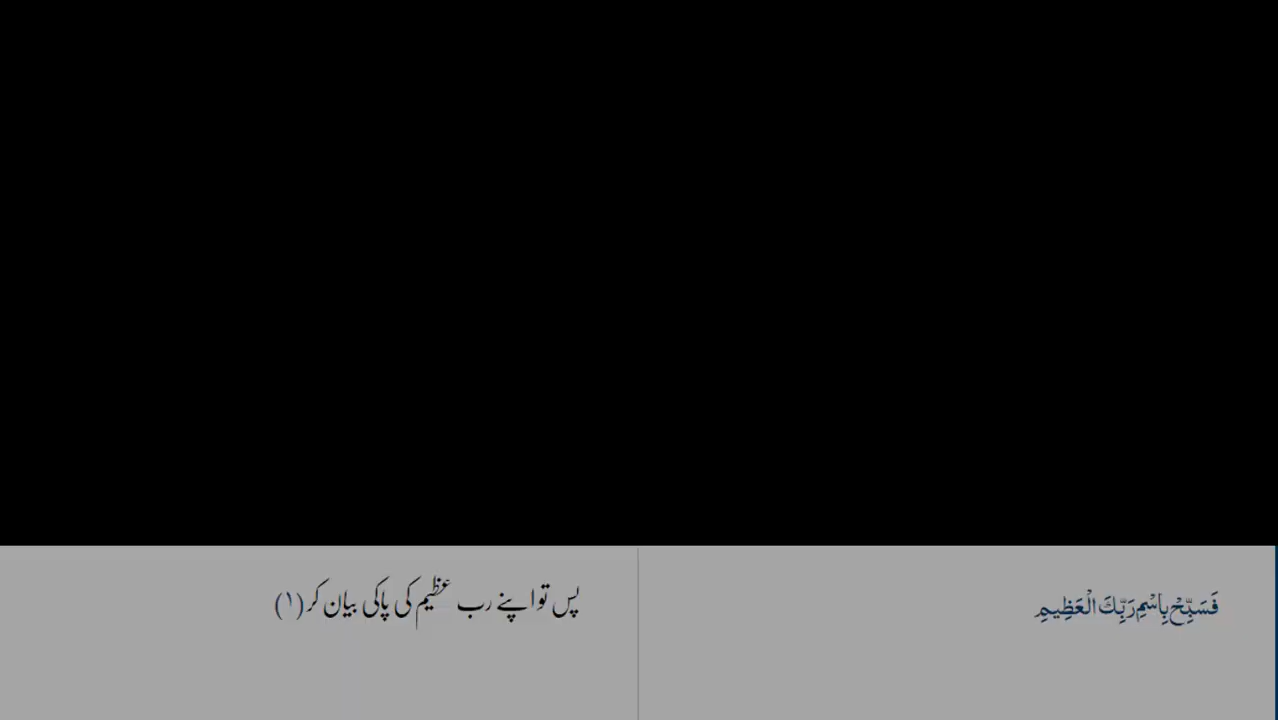 فَسَبِّحْ بِاسْمِ رَبِّكَ الْعَظِيمِ
پس تو اپنے رب عظیم کی پاکی بیان کر (۱)